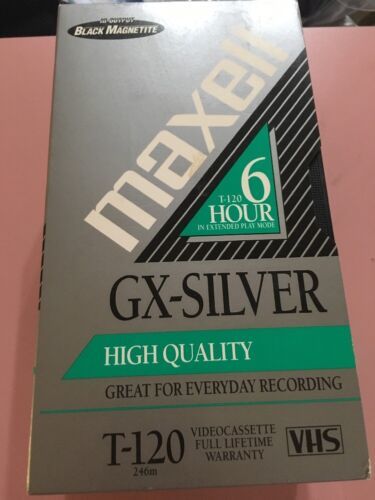 BLACK MAGNETITE
maxell
T-120
6
HOUR
IN EXTENDED PLAY MODE
GX-SILVER
HIGH QUALITY
GREAT FOR EVERYDAY RECORDING
T-120
246m
VIDEOCASSETTE
FULL LIFETIME
WARRANTY
VHS